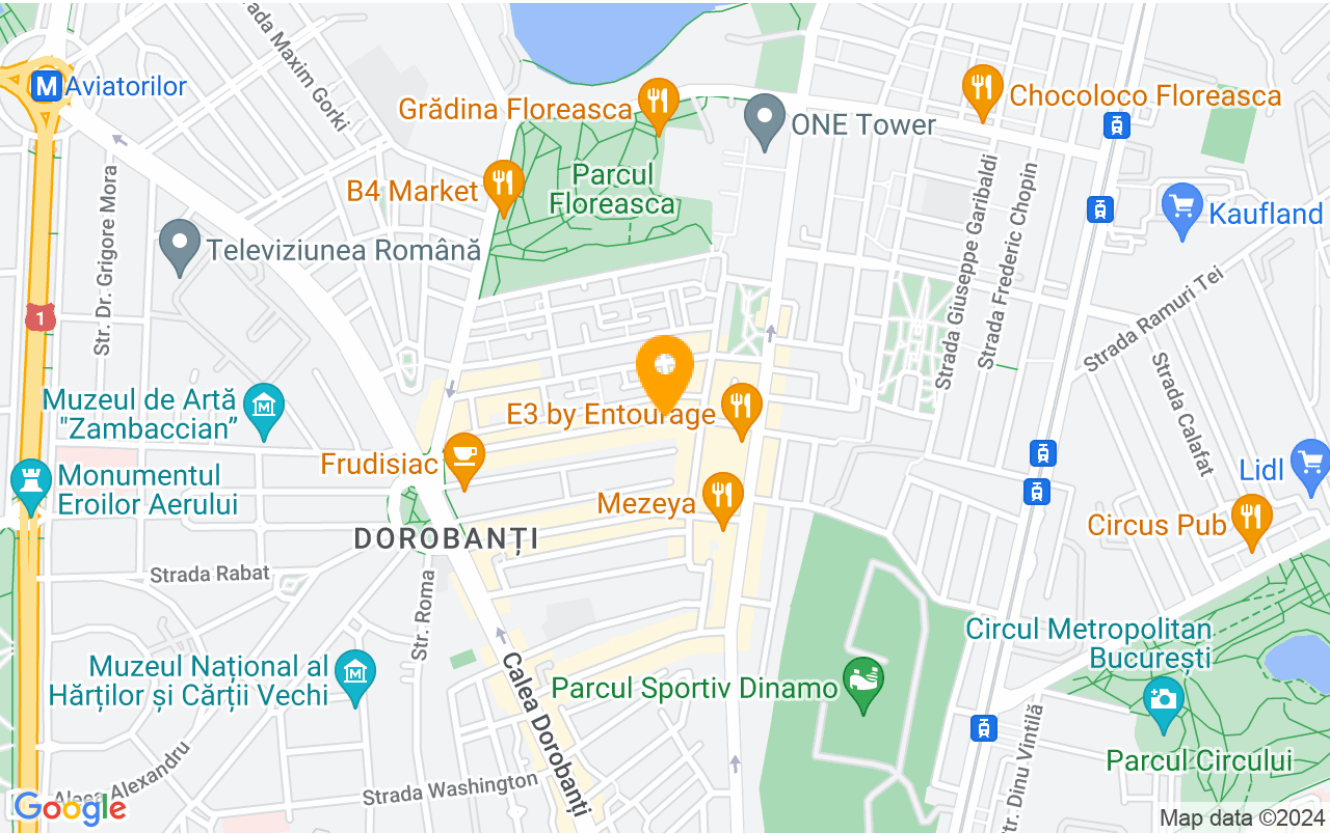 Strada Maxim Gorki
M
Aviatorilor
Grădina Floreasca
ONE Tower
Chocoloco Floreasca
B4 Market
Parcul
Floreasca
Str. Dr. Grigore Mora
Televiziunea Română
Strada Giuseppe Garibaldi
Strada Frederic Chopin
Kaufland
1
Strada Ramuri Tei
Muzeul de Artă
"Zambaccian”
E3 by Entourage
Strada Calafat
Frudisiac
Monumentul
Eroilor Aerului
Mezeya
Lidl
Circus Pub
DOROBANȚI
Strada Rabat
Str. Roma
Circul Metropolitan
București
Muzeul Național al
Hărților și Cărții Vechi
Calea Dorobanți
Parcul Sportiv Dinamo
Str. Dinu Vintilă
Parcul Circului
Aleea Alexandru
Strada Washington
Google
Map data ©2024